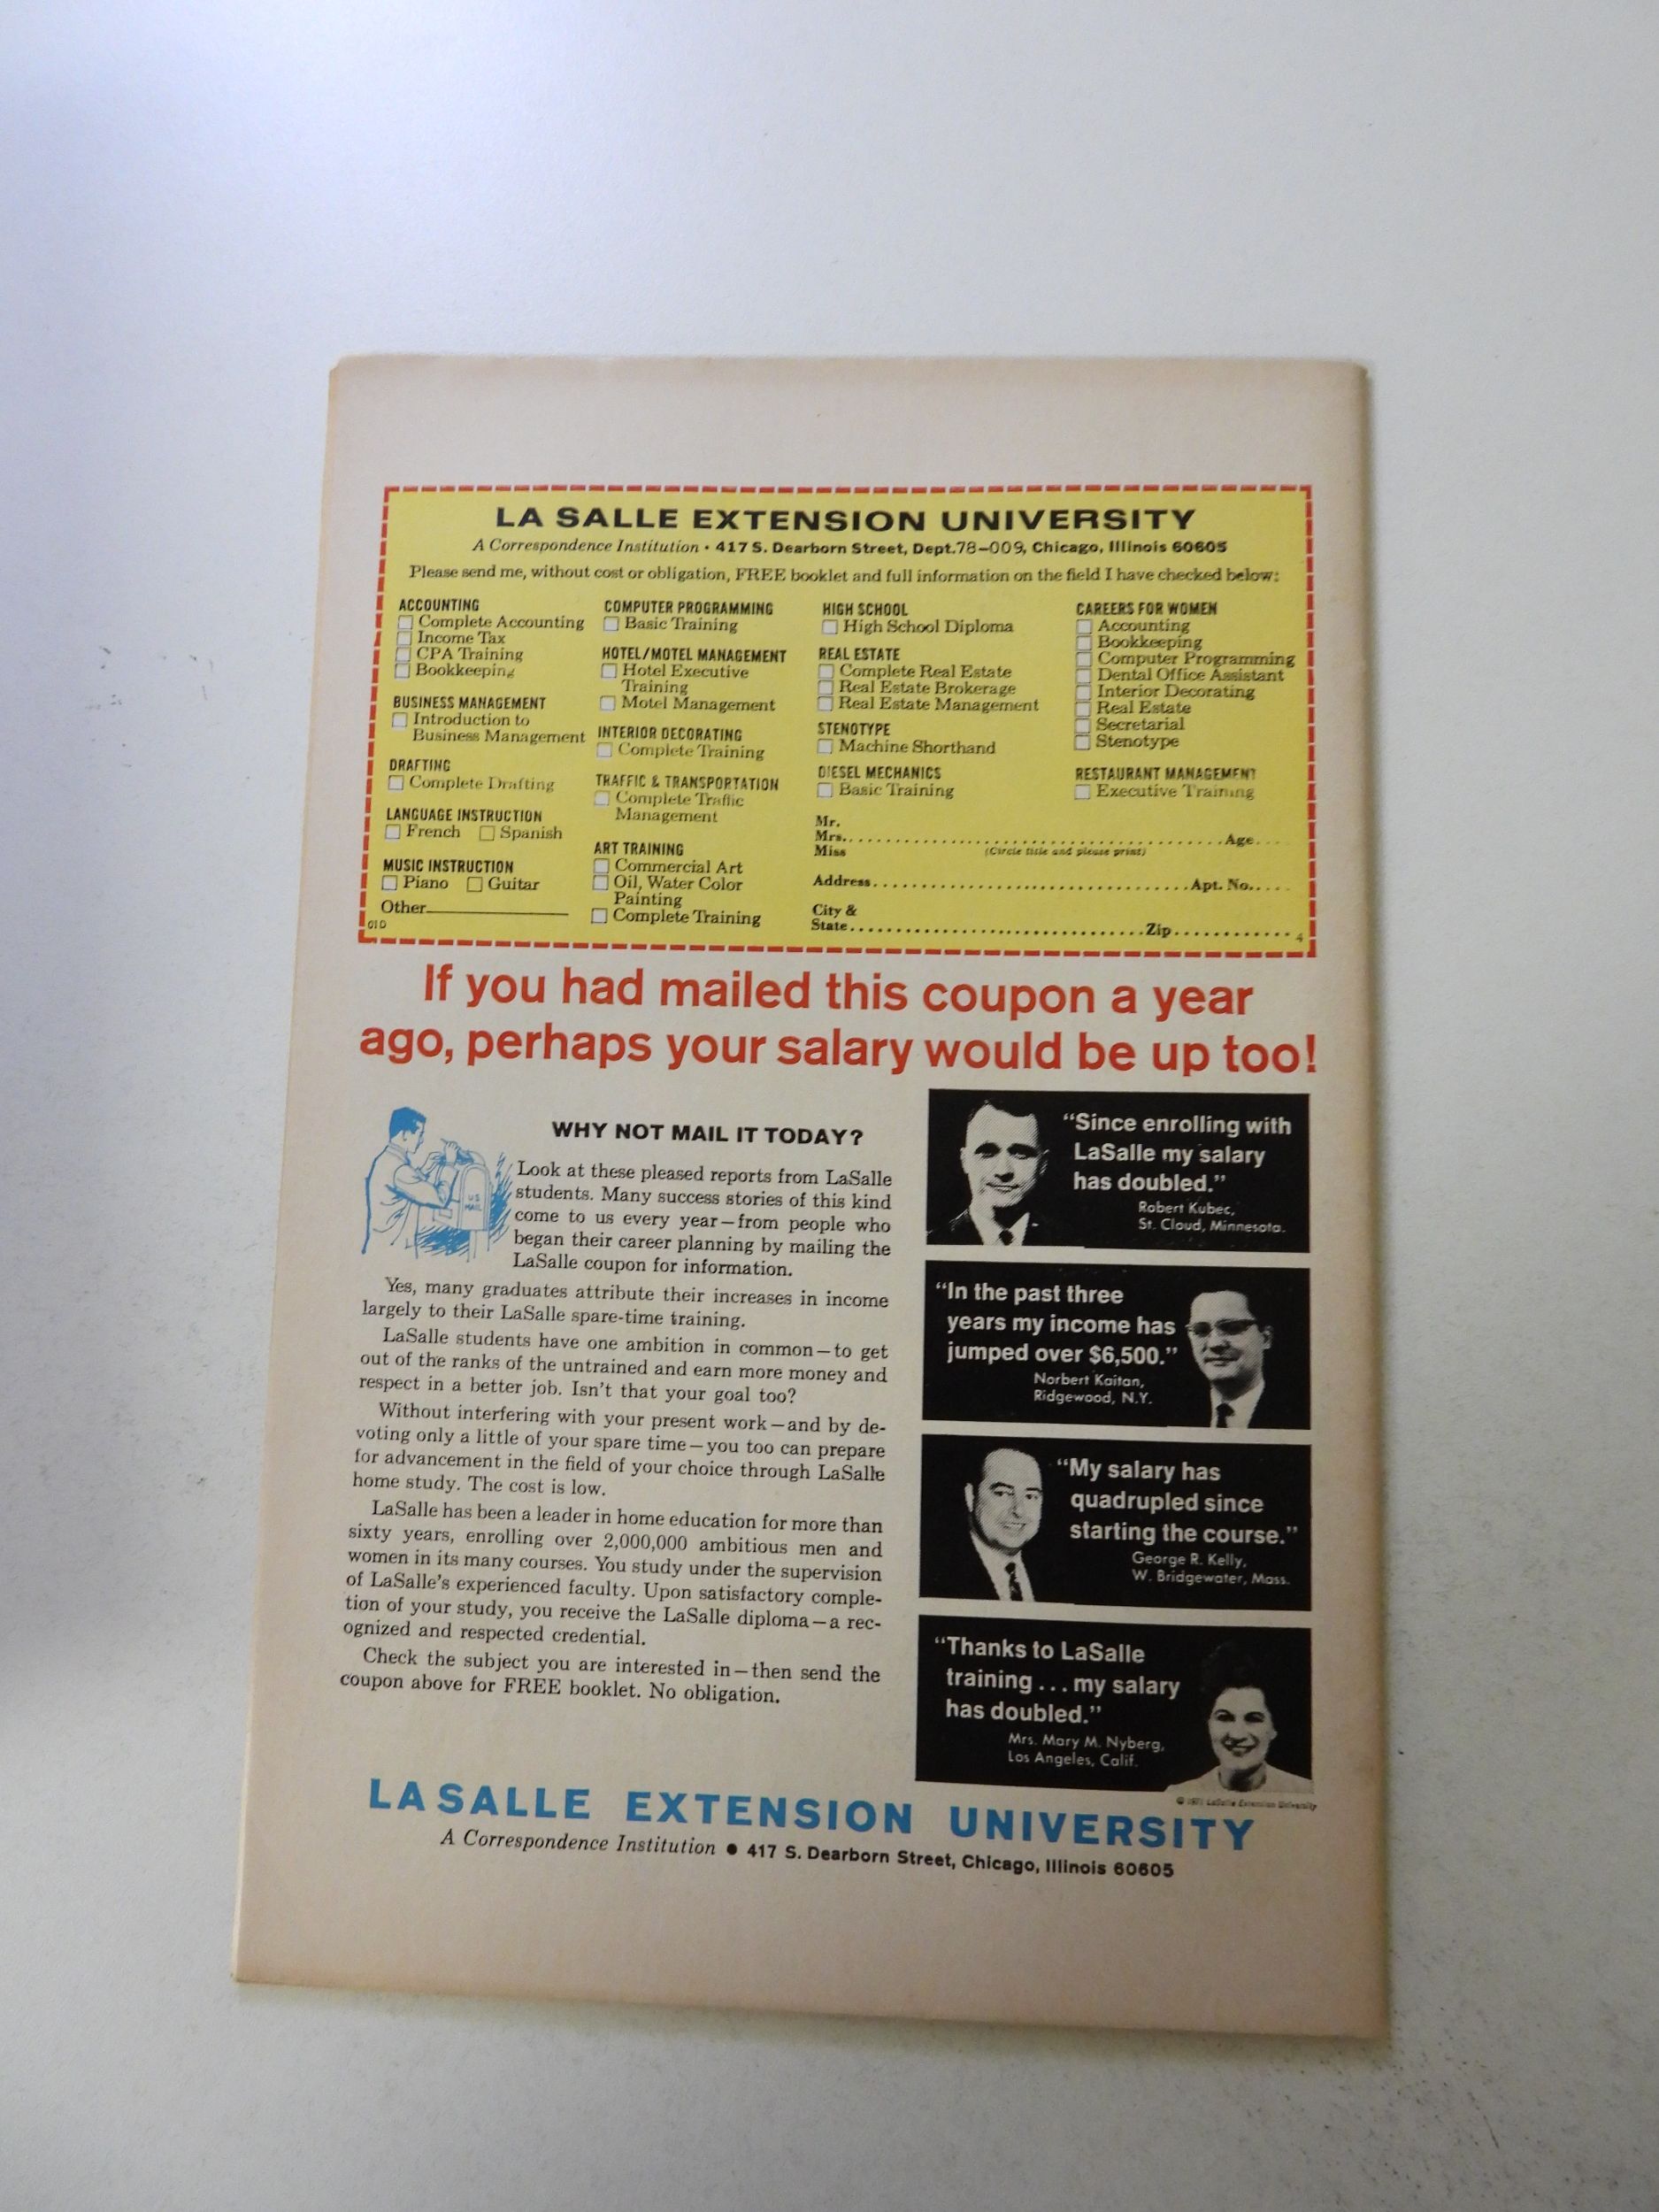 LA SALLE EXTENSION UNIVERSITY
A Correspondence Institution • 417 S. Dearborn Street, Dept. 78-009, Chicago, Illinois 60605
Please send me, without cost or obligation, FREE booklet and full information on the field I have checked below:
ACCOUNTING
Complete Accounting
Income Tax
CPA Training
Bookkeeping
BUSINESS MANAGEMENT
Introduction to
Business Management
DRAFTING
Complete Drafting
LANGUAGE INSTRUCTION
French Spanish
MUSIC INSTRUCTION
Piano Guitar
Other
01D
COMPUTER PROGRAMMING
Basic Training
HOTEL/MOTEL MANAGEMENT
Hotel Executive
Training
Motel Management
INTERIOR DECORATING
Complete Training
TRAFFIC & TRANSPORTATION
Complete Traffic
Management
ART TRAINING
Commercial Art
Oil, Water Color
Painting
Complete Training
HIGH SCHOOL
High School Diploma
REAL ESTATE
Complete Real Estate
Real Estate Brokerage
Real Estate Management
STENOTYPE
Machine Shorthand
DIESEL MECHANICS
Basic Training
CAREERS FOR WOMEN
Accounting
Bookkeeping
Computer Programming
Dental Office Assistant
Interior Decorating
Real Estate
Secretarial
Stenotype
RESTAURANT MANAGEMENT
Executive Training
Mr.
Mrs. Age
Miss (Circle title and please print)
Address Apt. No.
City &
State Zip 4
If you had mailed this coupon a year
ago, perhaps your salary would be up too!
WHY NOT MAIL IT TODAY?
US
MAIL
Look at these pleased reports from LaSalle
students. Many success stories of this kind
come to us every year—from people who
began their career planning by mailing the
LaSalle coupon for information.
Yes, many graduates attribute their increases in income
largely to their LaSalle spare-time training.
LaSalle students have one ambition in common—to get
out of the ranks of the untrained and earn more money and
respect in a better job. Isn't that your goal too?
Without interfering with your present work—and by de-
voting only a little of your spare time—you too can prepare
for advancement in the field of your choice through LaSalle
home study. The cost is low.
LaSalle has been a leader in home education for more than
sixty years, enrolling over 2,000,000 ambitious men and
women in its many courses. You study under the supervision
of LaSalle's experienced faculty. Upon satisfactory comple-
tion of your study, you receive the LaSalle diploma—a rec-
ognized and respected credential.
Check the subject you are interested in—then send the
coupon above for FREE booklet. No obligation.
"Since enrolling with
LaSalle my salary
has doubled."
Robert Kubec,
St. Cloud, Minnesota.
"In the past three
years my income has
jumped over $6,500."
Norbert Kaitan,
Ridgewood, N.Y.
"My salary has
quadrupled since
starting the course."
George R. Kelly,
W. Bridgewater, Mass.
"Thanks to LaSalle
training . . . my salary
has doubled."
Mrs. Mary M. Nyberg,
Los Angeles, Calif.
© 1971 LaSalle Extension University
LASALLE EXTENSION UNIVERSITY
A Correspondence Institution • 417 S. Dearborn Street, Chicago, Illinois 60605